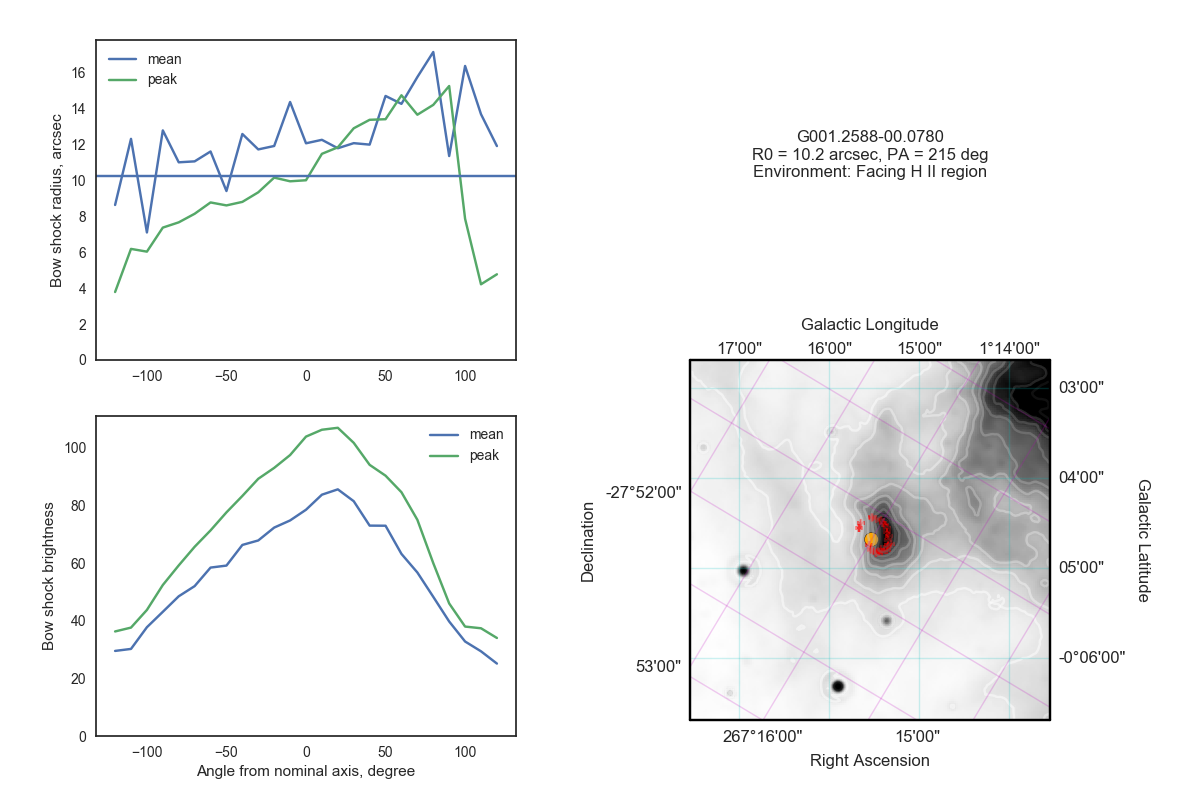 mean
peak
16
14
12
10
8
6
4
2
0
Bow shock radius, arcsec
−100
−50
0
50
100
G001.2588-00.0780
R0 = 10.2 arcsec, PA = 215 deg
Environment: Facing H II region
mean
peak
100
80
60
40
20
0
Bow shock brightness
−100
−50
0
50
100
Angle from nominal axis, degree
Galactic Longitude
17'00" 16'00" 15'00" 1°14'00"
03'00"
04'00"
05'00"
-0°06'00"
Galactic Latitude
-27°52'00"
53'00"
Declination
267°16'00" 15'00"
Right Ascension